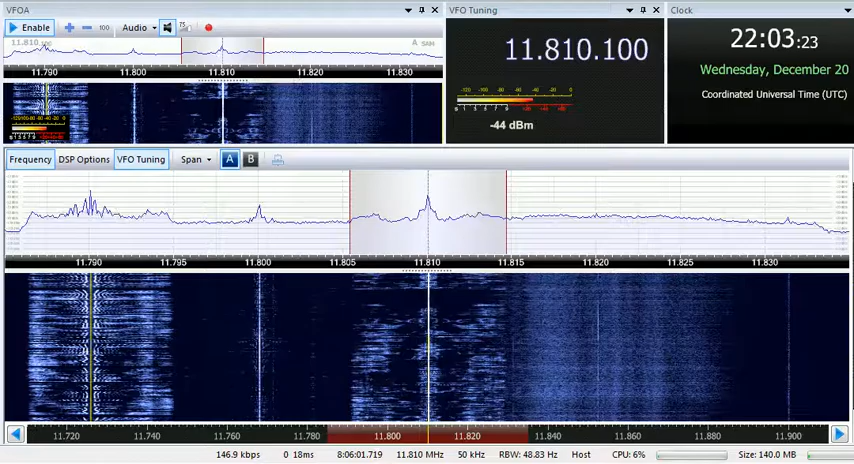 VFOA
Enable 100 Audio 75
11.810.100 A SAM
11.790 11.800 11.810 11.820 11.830
VFO Tuning
11.810.100
-44 dBm
Clock
22:03:23
Wednesday, December 20
Coordinated Universal Time (UTC)
Frequency DSP Options VFO Tuning Span A B
11.790 11.795 11.800 11.805 11.810 11.815 11.820 11.825 11.830
11.720 11.740 11.760 11.780 11.800 11.820 11.840 11.860 11.880 11.900
146.9 kbps 0 18ms 8:06:01.719 11.810 MHz 50 kHz RBW: 48.83 Hz Host CPU: 6% Size: 140.0 MB